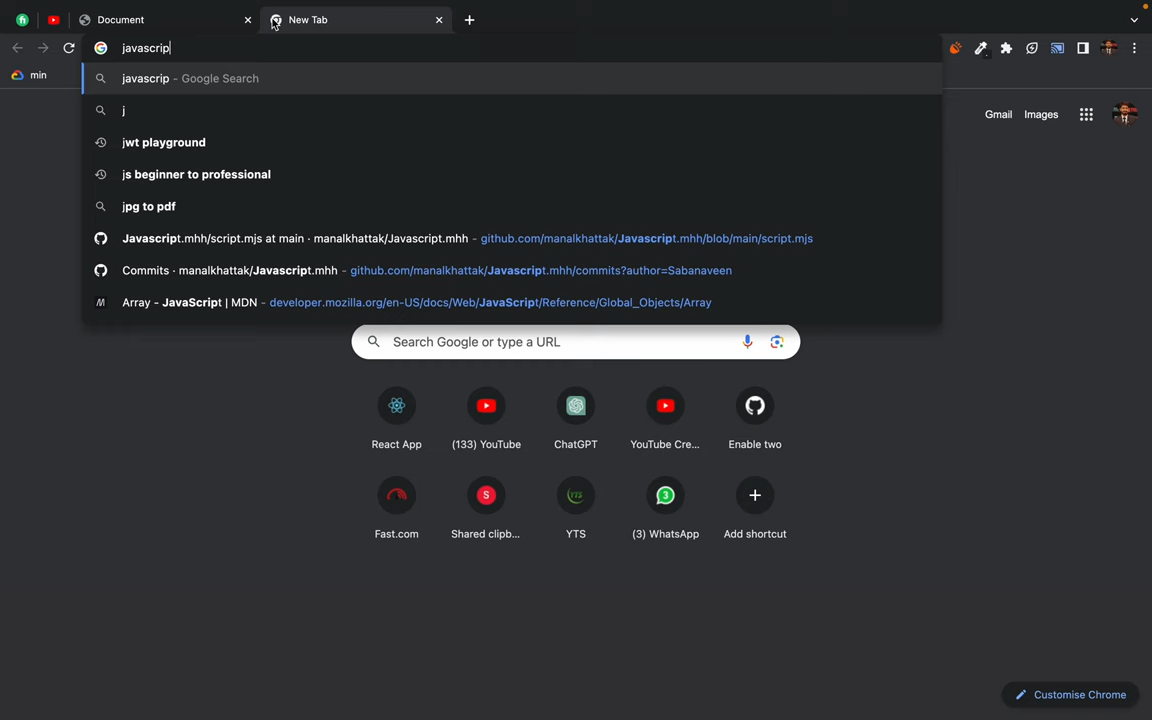 Document
New Tab
javascrip
min
javascrip - Google Search
j
jwt playground
js beginner to professional
jpg to pdf
Javascript.mhh/script.mjs at main · manalkhattak/Javascript.mhh - github.com/manalkhattak/Javascript.mhh/blob/main/script.mjs
Commits · manalkhattak/Javascript.mhh - github.com/manalkhattak/Javascript.mhh/commits?author=Sabanaveen
Array - JavaScript | MDN - developer.mozilla.org/en-US/docs/Web/JavaScript/Reference/Global_Objects/Array
Gmail Images
Search Google or type a URL
React App (133) YouTube ChatGPT YouTube Cre... Enable two
S YTS 3
Fast.com Shared clipb... YTS (3) WhatsApp Add shortcut
Customise Chrome